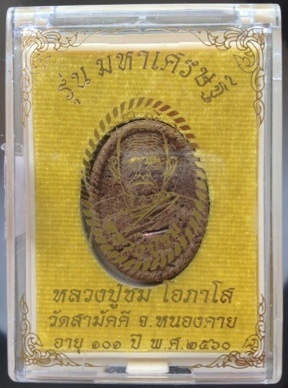 รุ่น มหาเศรษฐี
หลวงปู่ชม โอภาโส
วัดสามัคคี จ.หนองคาย
อายุ ๑๐๑ ปี พ.ศ.๒๕๖๐